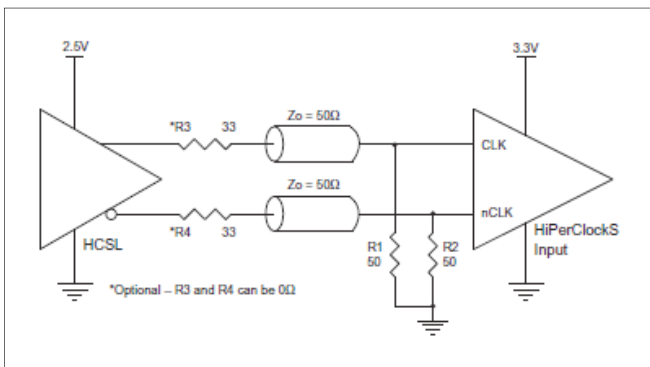 2.5V
3.3V
*R3 33
Zo = 50Ω
CLK
Zo = 50Ω
nCLK
*R4 33
HCSL
R1
50
R2
50
HiPerClockS
Input
*Optional – R3 and R4 can be 0Ω